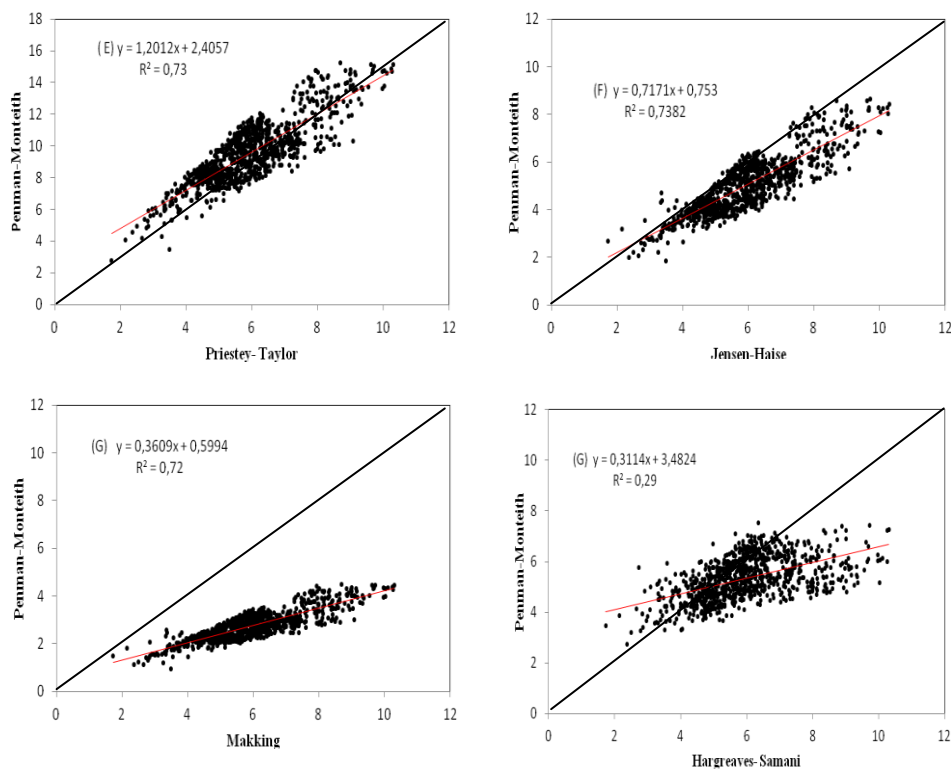 18
16
14
12
10
8
6
4
2
0
Penman-Monteith
( E) y = 1,2012x + 2,4057
R² = 0,73
0 2 4 6 8 10 12
Priestey- Taylor
12
10
8
6
4
2
0
Penman-Monteith
(F) y = 0,7171x + 0,753
R² = 0,7382
0 2 4 6 8 10 12
Jensen-Haise
12
10
8
6
4
2
0
Penman-Monteith
(G) y = 0,3609x + 0,5994
R² = 0,72
0 2 4 6 8 10 12
Makking
12
10
8
6
4
2
0
Penman-Monteith
(G) y = 0,3114x + 3,4824
R² = 0,29
0 2 4 6 8 10 12
Hargreaves- Samani